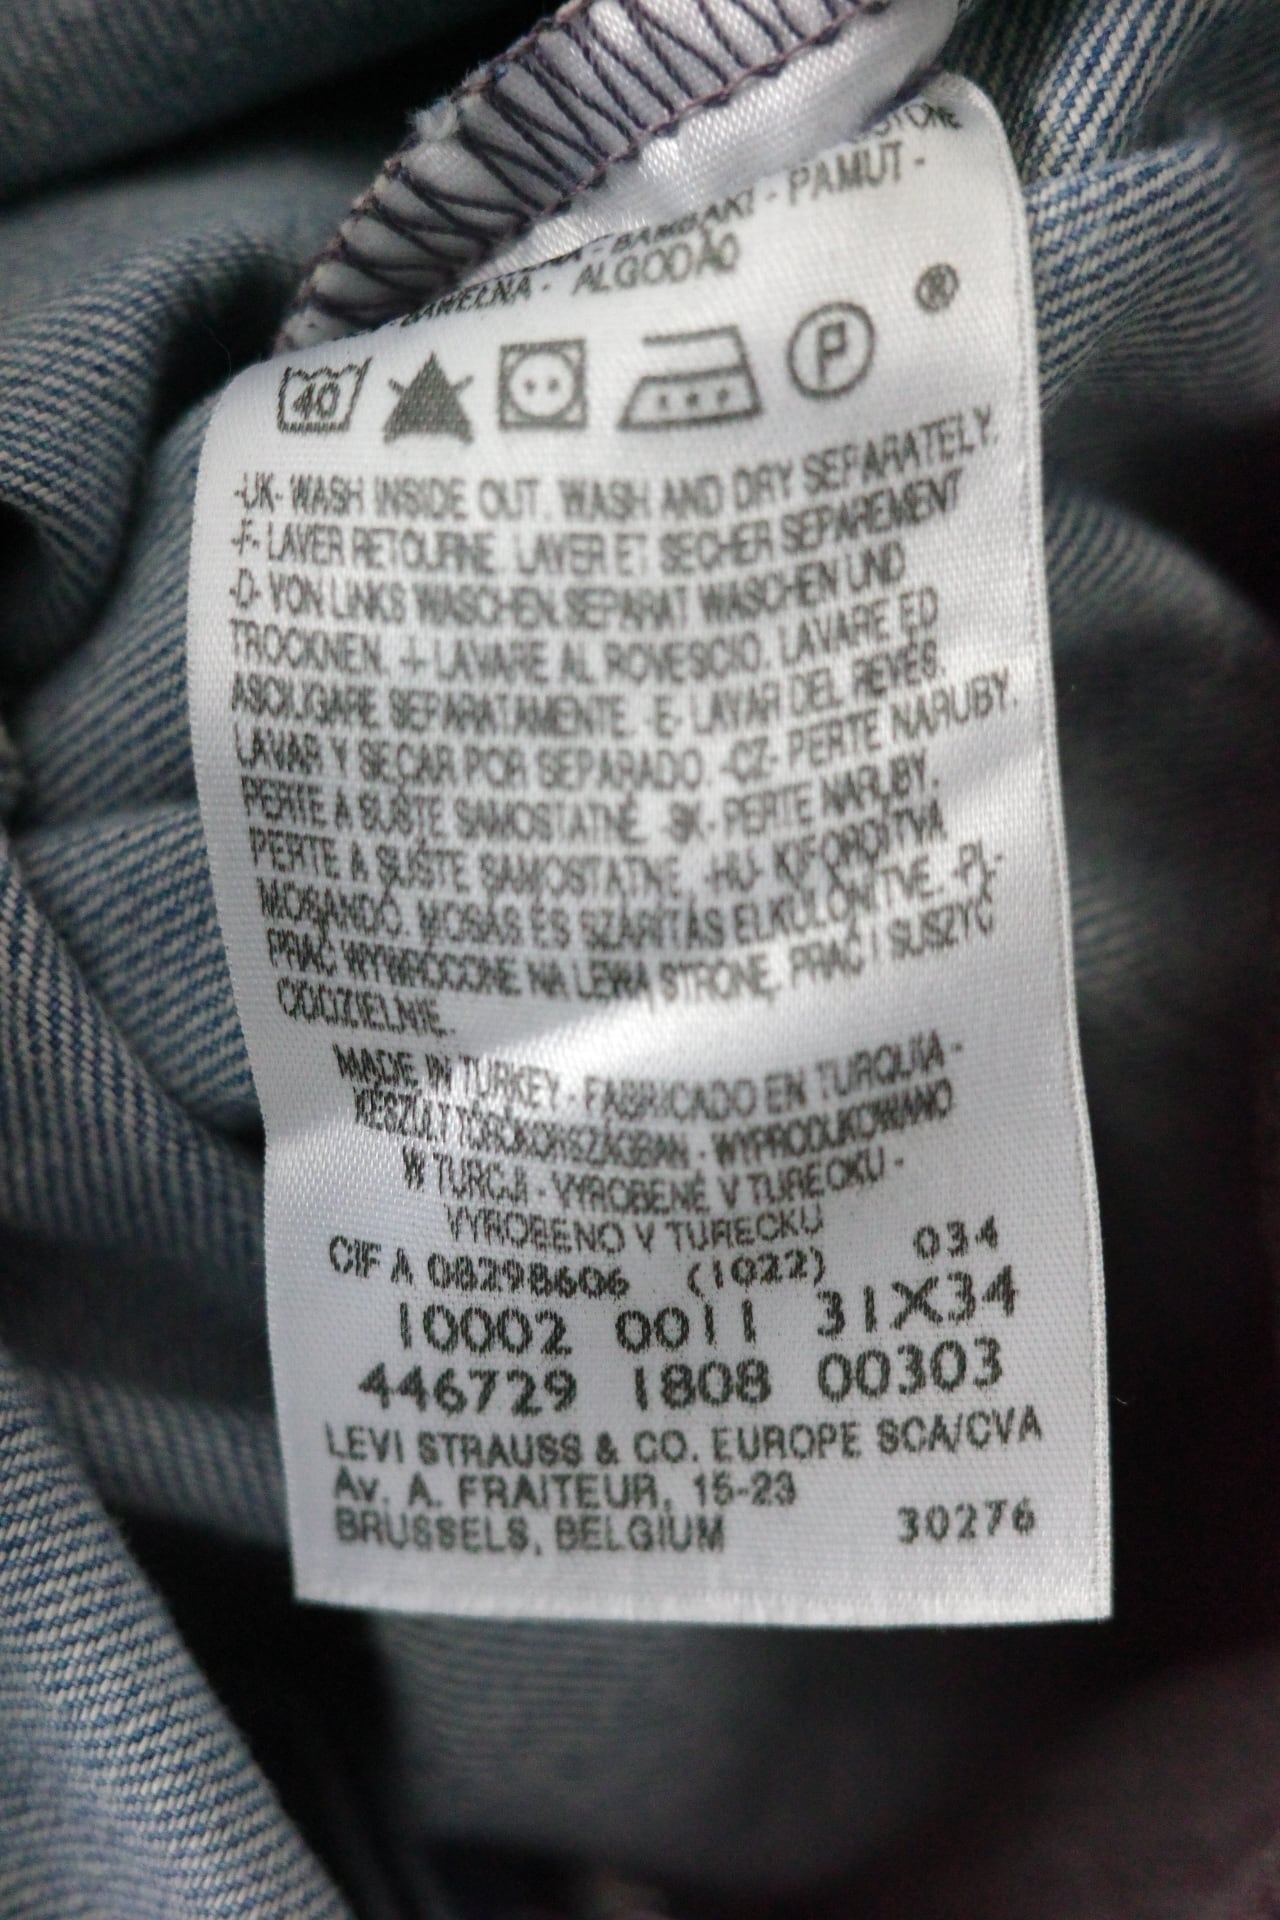 BAMBAKI - PAMUT -
BAWEŁNA - ALGODÃO
®
40 P
-UK- WASH INSIDE OUT. WASH AND DRY SEPARATELY.
-F- LAVER RETOURNE. LAVER ET SECHER SEPAREMENT
-D- VON LINKS WASCHEN.SEPARAT WASCHEN UND
TROCKNEN. -I- LAVARE AL ROVESCIO. LAVARE ED
ASCIUGARE SEPARATAMENTE. -E- LAVAR DEL REVÉS.
LAVAR Y SECAR POR SEPARADO. -CZ- PERTE NARUBY.
PERTE A SUŠTE SAMOSTATNÉ. -SK- PERTE NARUBY.
PERTE A SUŠTE SAMOSTATNE. -HU- KIFORDÍTVA
MOSANDÓ. MOSÁS ÉS SZÁRÍTÁS ELKÜLÖNÍTVE. -PL-
PRAĆ WYWRÓCONE NA LEWĄ STRONĘ. PRAĆ I SUSZYĆ
ODDZIELNIE.
MADE IN TURKEY - FABRICADO EN TURQUÍA -
KÉSZÜLT TÖRÖKORSZÁGBAN - WYPRODUKOWANO
W TURCJI - VYROBENÉ V TURECKU -
VYROBENO V TURECKU
CIF A 08298606 (1022) 034
10002 0011 31X34
446729 1808 00303
LEVI STRAUSS & CO. EUROPE SCA/CVA
Av. A. FRAITEUR, 15-23
BRUSSELS, BELGIUM 30276